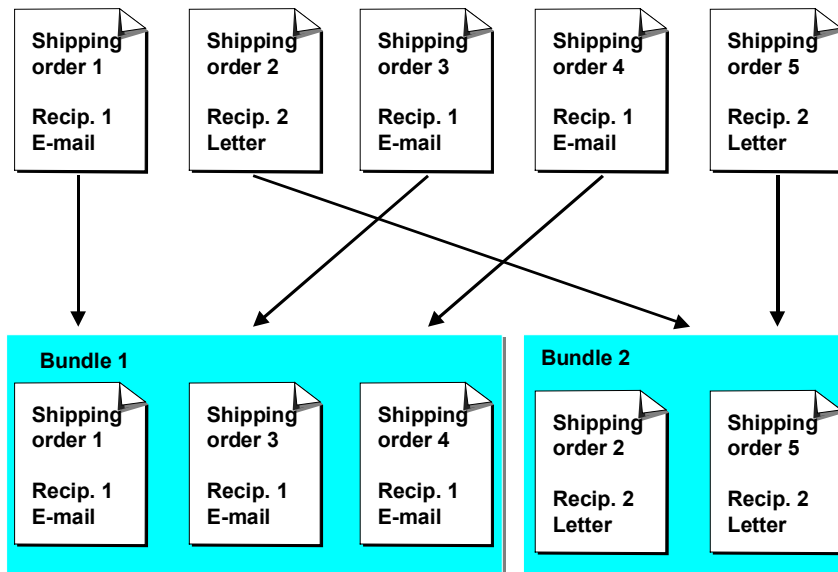 Shipping
order 1
Recip. 1
E-mail
Shipping
order 2
Recip. 2
Letter
Shipping
order 3
Recip. 1
E-mail
Shipping
order 4
Recip. 1
E-mail
Shipping
order 5
Recip. 2
Letter
Bundle 1
Shipping
order 1
Recip. 1
E-mail
Shipping
order 3
Recip. 1
E-mail
Shipping
order 4
Recip. 1
E-mail
Bundle 2
Shipping
order 2
Recip. 2
Letter
Shipping
order 5
Recip. 2
Letter